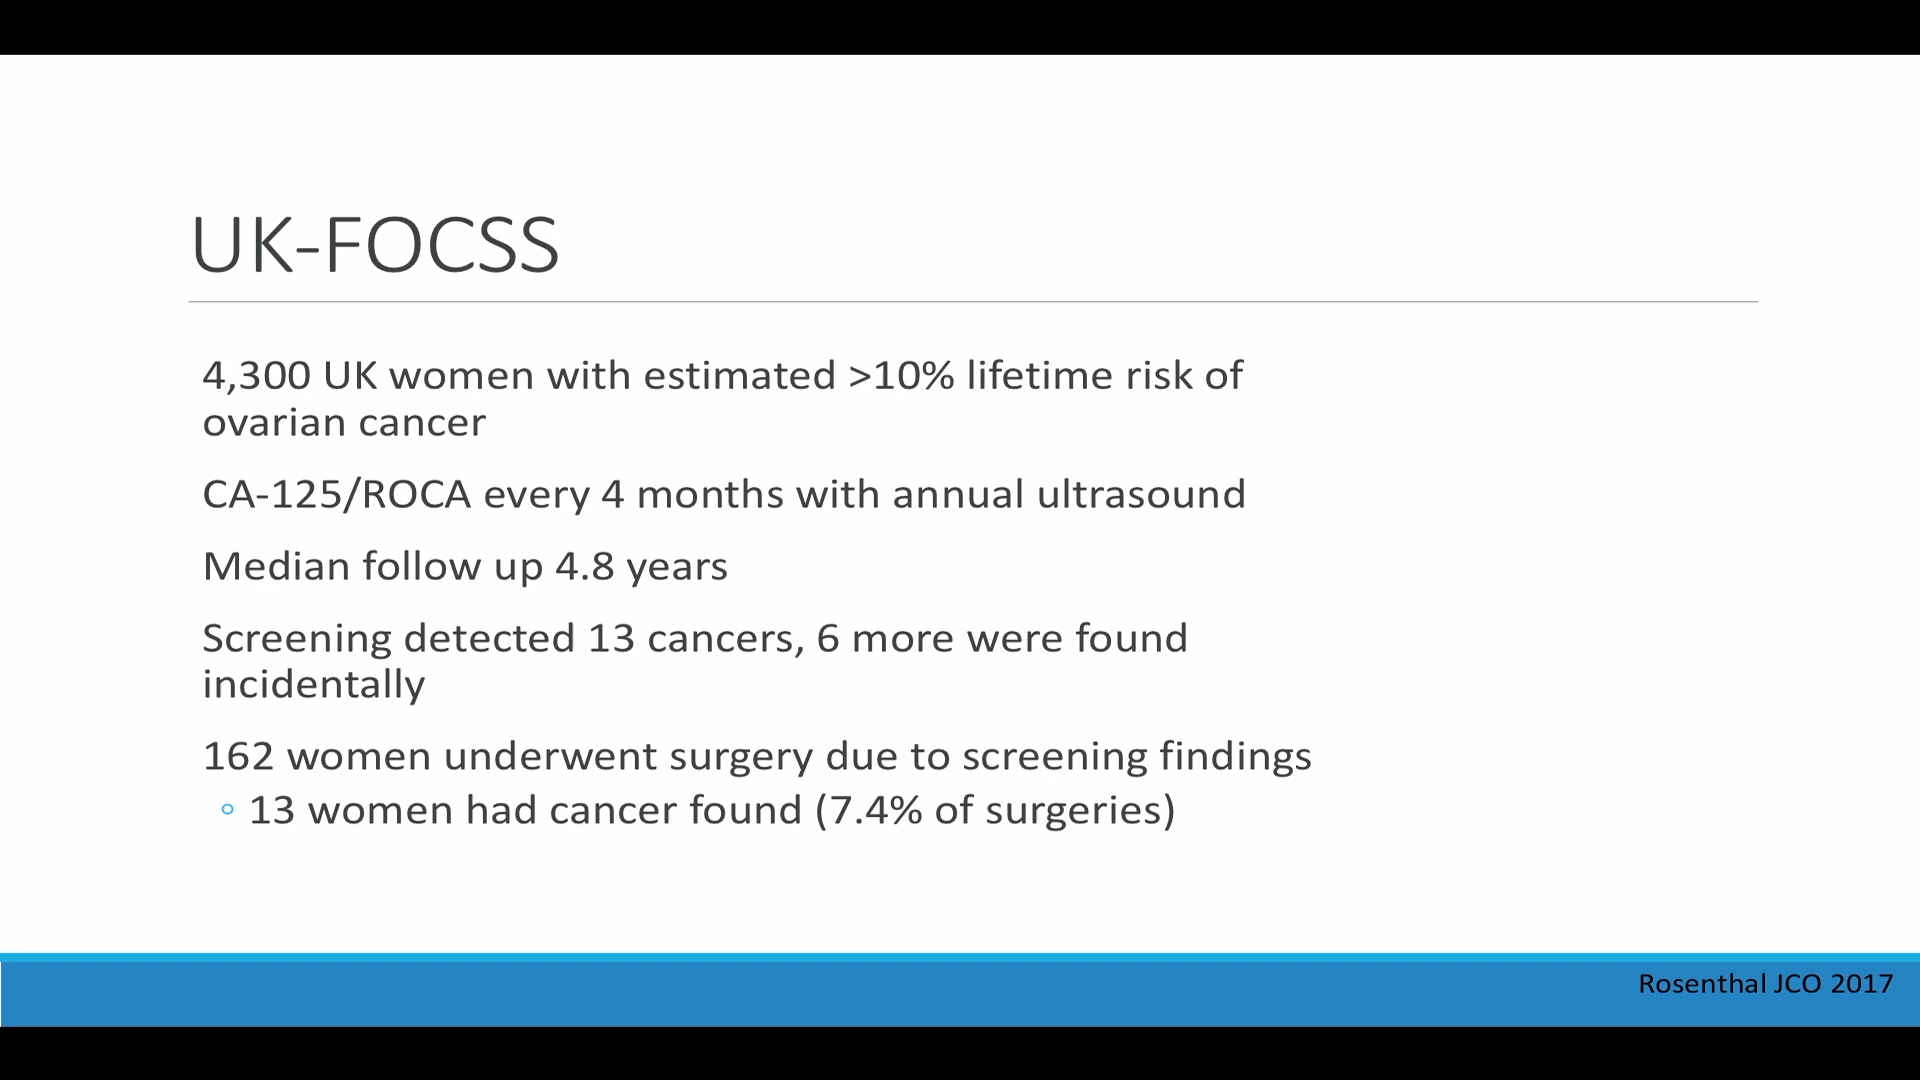 UK-FOCSS
4,300 UK women with estimated >10% lifetime risk of
ovarian cancer
CA-125/ROCA every 4 months with annual ultrasound
Median follow up 4.8 years
Screening detected 13 cancers, 6 more were found
incidentally
162 women underwent surgery due to screening findings
◦ 13 women had cancer found (7.4% of surgeries)
Rosenthal JCO 2017